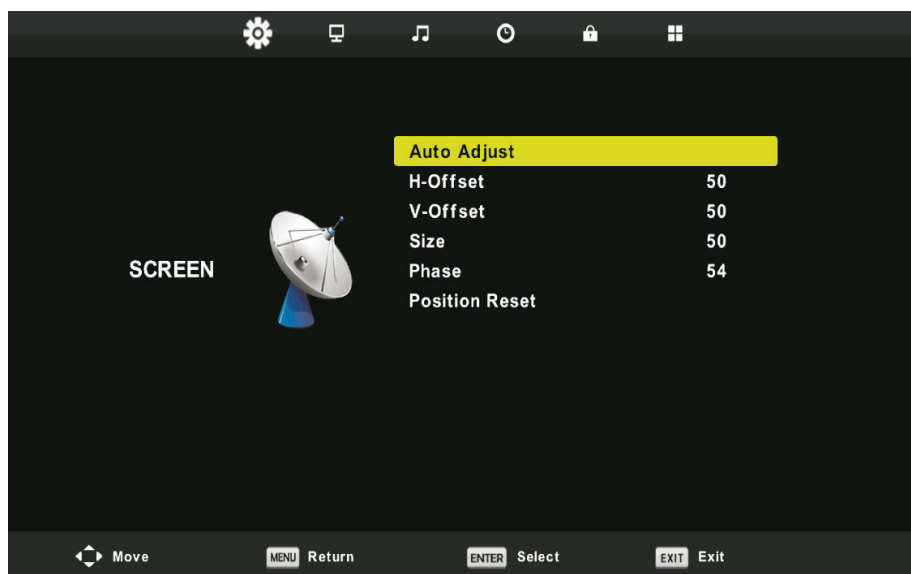 Auto Adjust
H-Offset 50
V-Offset 50
Size 50
SCREEN
Phase 54
Position Reset
Move MENU Return ENTER Select EXIT Exit